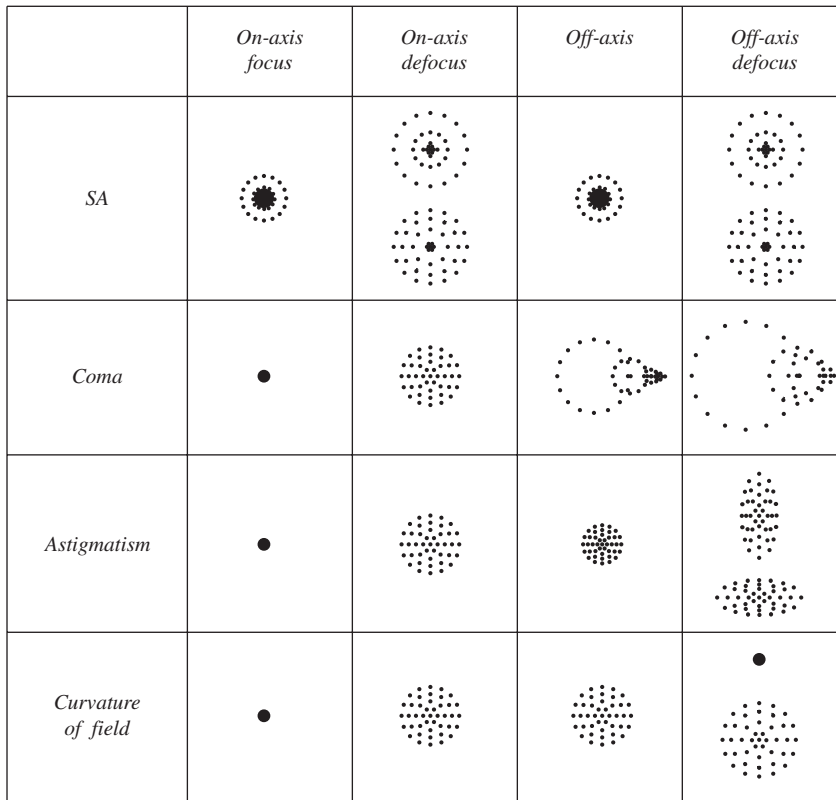 On-axis
focus
On-axis
defocus
Off-axis
Off-axis
defocus
SA
Coma
Astigmatism
Curvature
of field